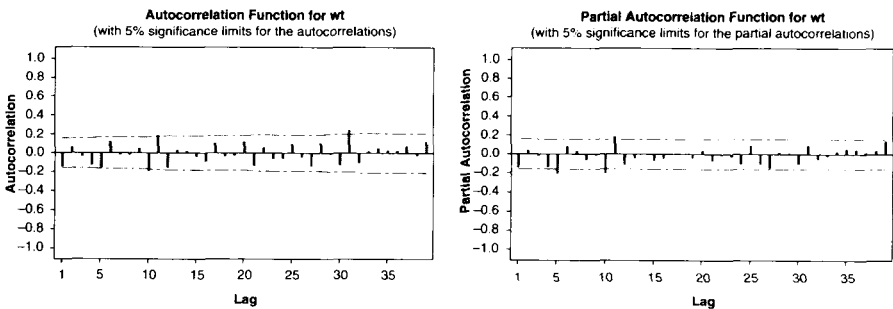 Autocorrelation Function for wt
(with 5% significance limits for the autocorrelations)
Autocorrelation
1.0
0.8
0.6
0.4
0.2
0.0
−0.2
−0.4
−0.6
−0.8
−1.0
1 5 10 15 20 25 30 35
Lag
Partial Autocorrelation Function for wt
(with 5% significance limits for the partial autocorrelations)
Partial Autocorrelation
1.0
0.8
0.6
0.4
0.2
0.0
−0.2
−0.4
−0.6
−0.8
−1.0
1 5 10 15 20 25 30 35
Lag